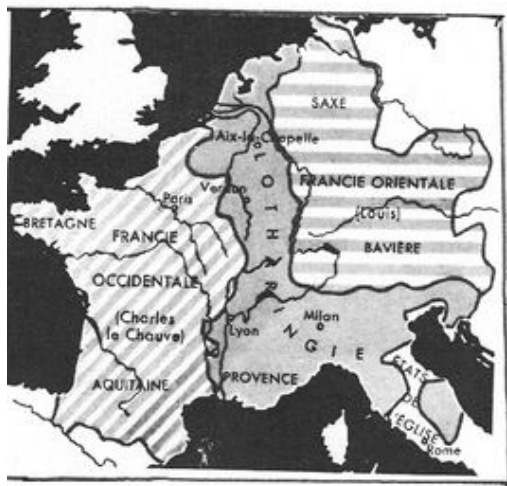 SAXE
Aix-la-Chapelle
LOTHARINGIE
Verdun
FRANCIE ORIENTALE
(Louis)
Paris
BRETAGNE
FRANCIE
OCCIDENTALE
(Charles
le Chauve)
BAVIÈRE
Lyon
Milan
AQUITAINE
PROVENCE
ETATS
DE
L'ÉGLISE
Rome